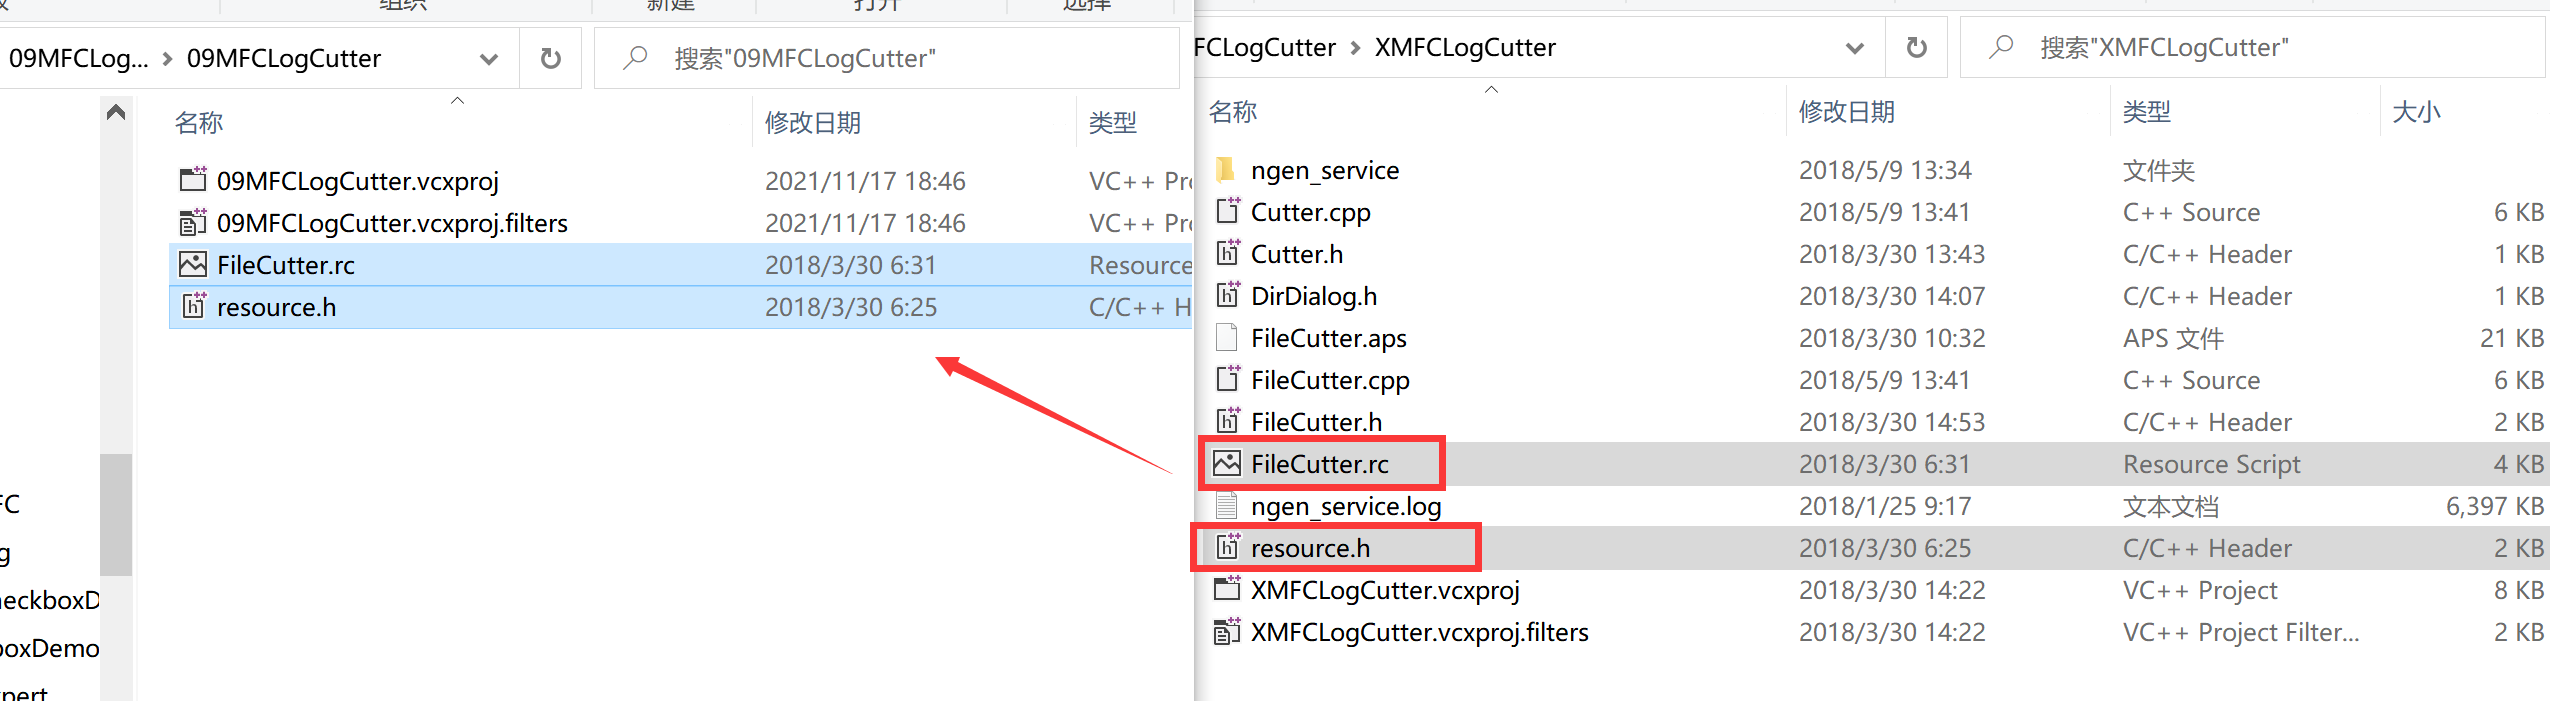 组织
新建
打开
选择
09MFCLog... > 09MFCLogCutter
搜索"09MFCLogCutter"
名称 修改日期 类型
09MFCLogCutter.vcxproj 2021/11/17 18:46 VC++ Pro
09MFCLogCutter.vcxproj.filters 2021/11/17 18:46 VC++ Pro
FileCutter.rc 2018/3/30 6:31 Resource
resource.h 2018/3/30 6:25 C/C++ H
FC
g
eckboxD
oxDemo
pert
FCLogCutter > XMFCLogCutter
搜索"XMFCLogCutter"
名称 修改日期 类型 大小
ngen_service 2018/5/9 13:34 文件夹
Cutter.cpp 2018/5/9 13:41 C++ Source 6 KB
Cutter.h 2018/3/30 13:43 C/C++ Header 1 KB
DirDialog.h 2018/3/30 14:07 C/C++ Header 1 KB
FileCutter.aps 2018/3/30 10:32 APS 文件 21 KB
FileCutter.cpp 2018/5/9 13:41 C++ Source 6 KB
FileCutter.h 2018/3/30 14:53 C/C++ Header 2 KB
FileCutter.rc 2018/3/30 6:31 Resource Script 4 KB
ngen_service.log 2018/1/25 9:17 文本文档 6,397 KB
resource.h 2018/3/30 6:25 C/C++ Header 2 KB
XMFCLogCutter.vcxproj 2018/3/30 14:22 VC++ Project 8 KB
XMFCLogCutter.vcxproj.filters 2018/3/30 14:22 VC++ Project Filter... 2 KB